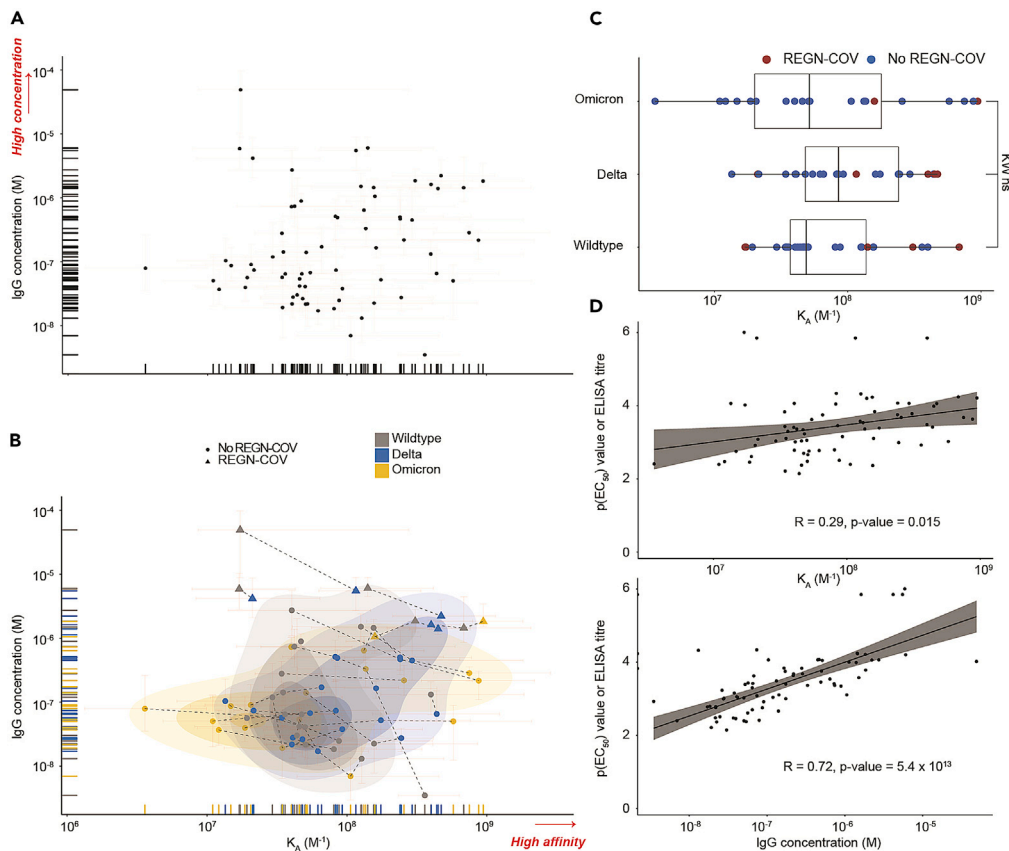 A
High concentration
IgG concentration (M)
10⁻⁴
10⁻⁵
10⁻⁶
10⁻⁷
10⁻⁸
B
No REGN-COV
REGN-COV
Wildtype
Delta
Omicron
IgG concentration (M)
10⁻⁴
10⁻⁵
10⁻⁶
10⁻⁷
10⁻⁸
10⁶ 10⁷ 10⁸ 10⁹
K_A (M⁻¹)
High affinity
C
REGN-COV No REGN-COV
Omicron
Delta
Wildtype
KW ns
10⁷ 10⁸ 10⁹
K_A (M⁻¹)
D
p(EC₅₀) value or ELISA titre
6
4
2
0
R = 0.29, p-value = 0.015
10⁷ 10⁸ 10⁹
K_A (M⁻¹)
p(EC₅₀) value or ELISA titre
6
4
2
0
R = 0.72, p-value = 5.4 x 10¹³
10⁻⁸ 10⁻⁷ 10⁻⁶ 10⁻⁵
IgG concentration (M)